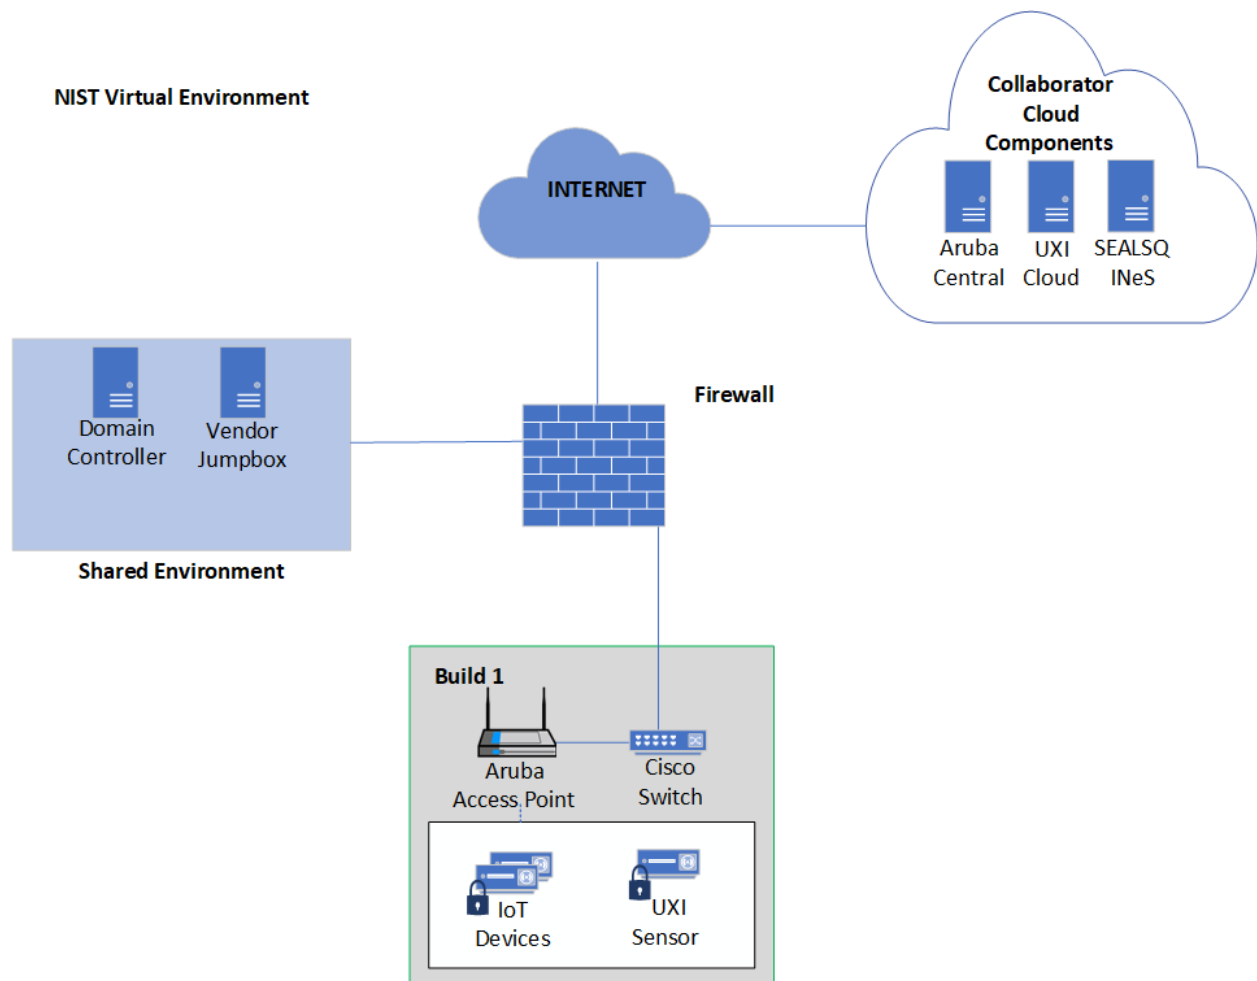 NIST Virtual Environment
Collaborator
Cloud
Components
INTERNET
Aruba
Central
UXI
Cloud
SEALSQ
INeS
Firewall
Domain
Controller
Vendor
Jumpbox
Shared Environment
Build 1
Aruba
Access Point
Cisco
Switch
IoT
Devices
UXI
Sensor